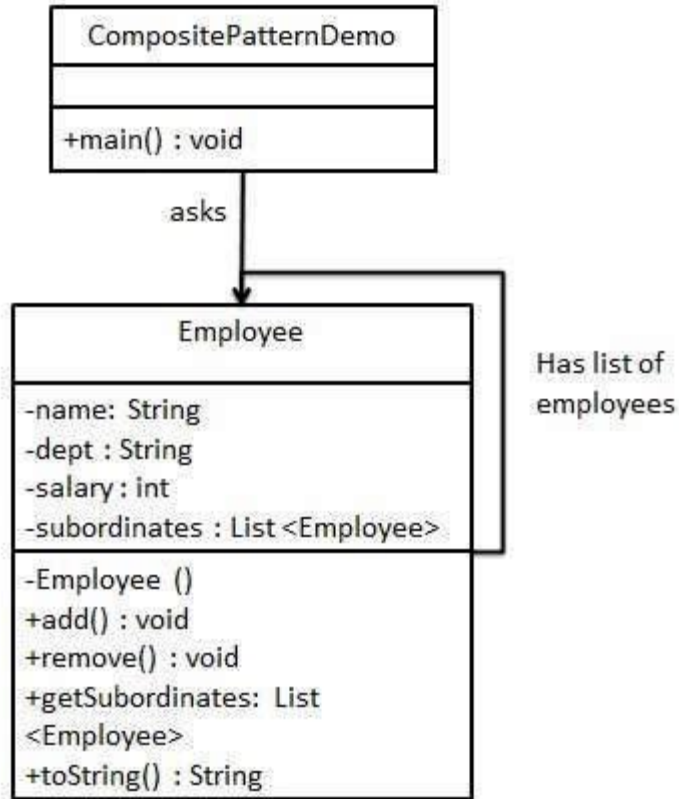 CompositePatternDemo
+main() : void
asks
Employee
Has list of
employees
-name: String
-dept : String
-salary : int
-subordinates : List <Employee>
-Employee ()
+add() : void
+remove() : void
+getSubordinates: List
<Employee>
+toString() : String